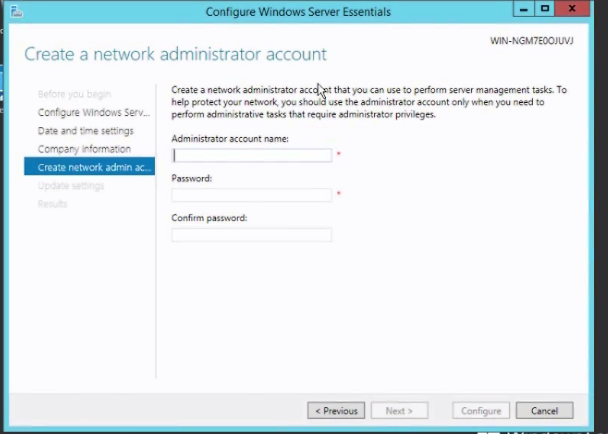 Configure Windows Server Essentials
WIN-NGM7E0OJUVJ
Create a network administrator account
Before you begin
Configure Windows Serv...
Date and time settings
Company information
Create network admin ac...
Update settings
Results
Create a network administrator account that you can use to perform server management tasks. To
help protect your network, you should use the administrator account only when you need to
perform administrative tasks that require administrator privileges.
Administrator account name:
*
Password:
*
Confirm password:
< Previous
Next >
Configure
Cancel